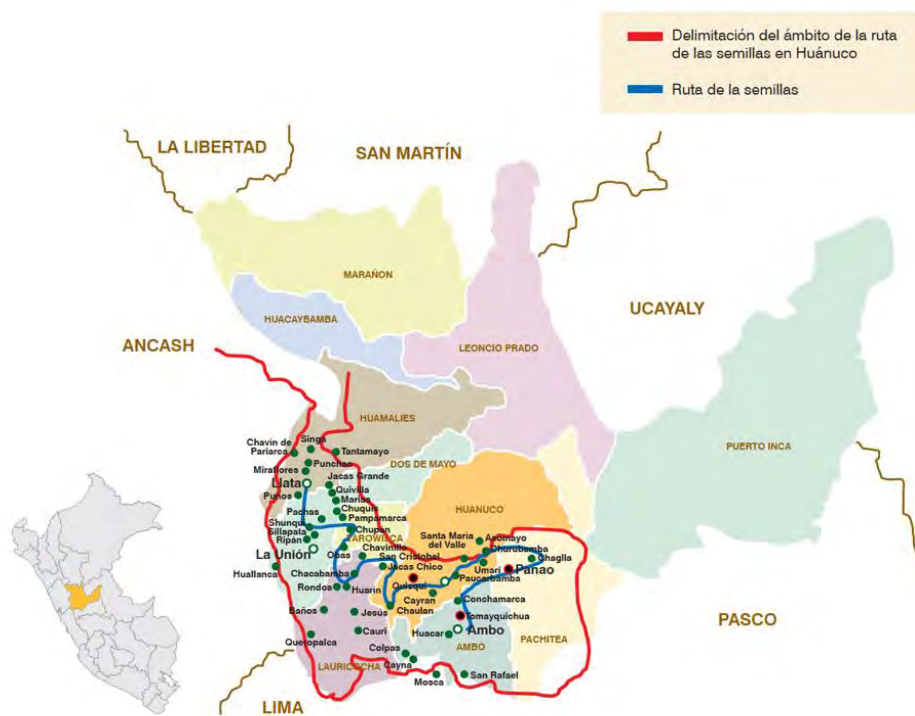 Delimitación del ámbito de la ruta
de las semillas en Huánuco
Ruta de la semillas
LA LIBERTAD
SAN MARTÍN
MARAÑON
HUACAYBAMBA
UCAYALY
ANCASH
LEONCIO PRADO
HUAMALIES
PUERTO INCA
Singa
Chavín de
Pariarca
Tantamayo
Punchao
DOS DE MAYO
Miraflores
Jacas Grande
Llata
Quivilla
Punos
Marias
HUANUCO
Chuquis
Pachas
Pampamarca
Shunqui
Chupan
Sillapata
YAROWILCA
Ripán
Santa Maria
del Valle
Acomayo
Churubamba
La Unión
Obas
Chavinillo
San Cristobal
Chaglla
Huallanca
Jacas Chico
Umari
Panao
Chacabamba
Quisqui
Paucarbamba
Rondos
Huarin
Cayran
Conchamarca
Baños
Jesús
Chaulan
Tomayquichua
PASCO
Cauri
Huacar
Ambo
PACHITEA
Queropalca
Colpas
AMBO
LAURICOCHA
Cayna
Mosca
San Rafael
LIMA